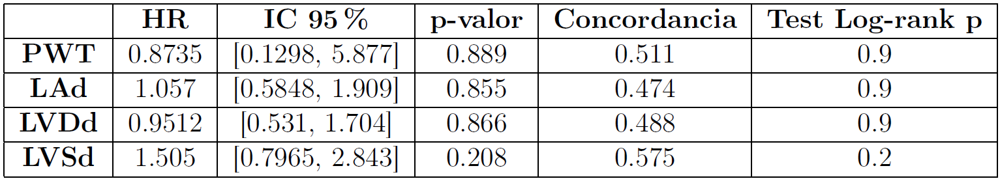 HR IC 95 % p-valor Concordancia Test Log-rank p
PWT 0.8735 [0.1298, 5.877] 0.889 0.511 0.9
LAd 1.057 [0.5848, 1.909] 0.855 0.474 0.9
LVDd 0.9512 [0.531, 1.704] 0.866 0.488 0.9
LVSd 1.505 [0.7965, 2.843] 0.208 0.575 0.2